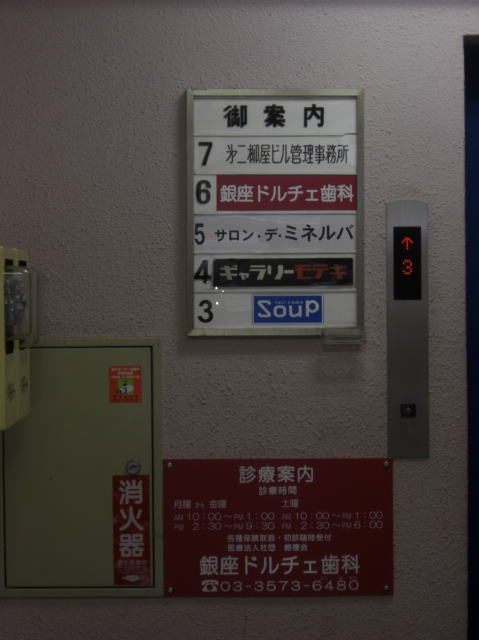 御案内
7 第二柳屋ビル管理事務所
6 銀座ドルチェ歯科
5 サロン・デ・ミネルバ
4 ギャラリーモテキ
3 Soup
3
消火器
診療案内
診療時間
月曜から金曜 土曜
AM 10:00～PM 1:00 AM 10:00～PM 1:00
PM 2:30～PM 9:30 PM 2:30～PM 6:00
各種保険取扱・初診随時受付
医療法人社団 銀禮会
銀座ドルチェ歯科
☎03-3573-6480